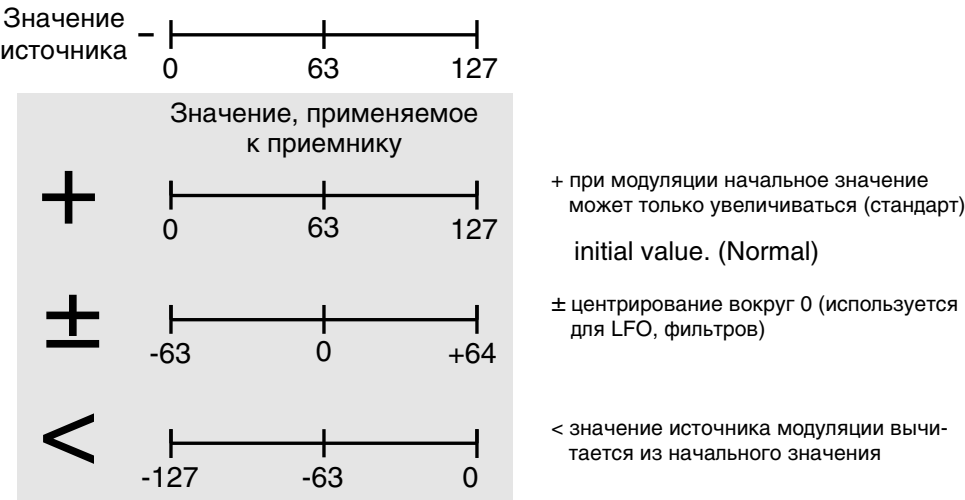 Значение
источника
–
0 63 127
Значение, применяемое
к приемнику
+
0 63 127
+ при модуляции начальное значение
может только увеличиваться (стандарт)
initial value. (Normal)
±
-63 0 +64
± центрирование вокруг 0 (используется
для LFO, фильтров)
<
-127 -63 0
< значение источника модуляции вычи-
тается из начального значения